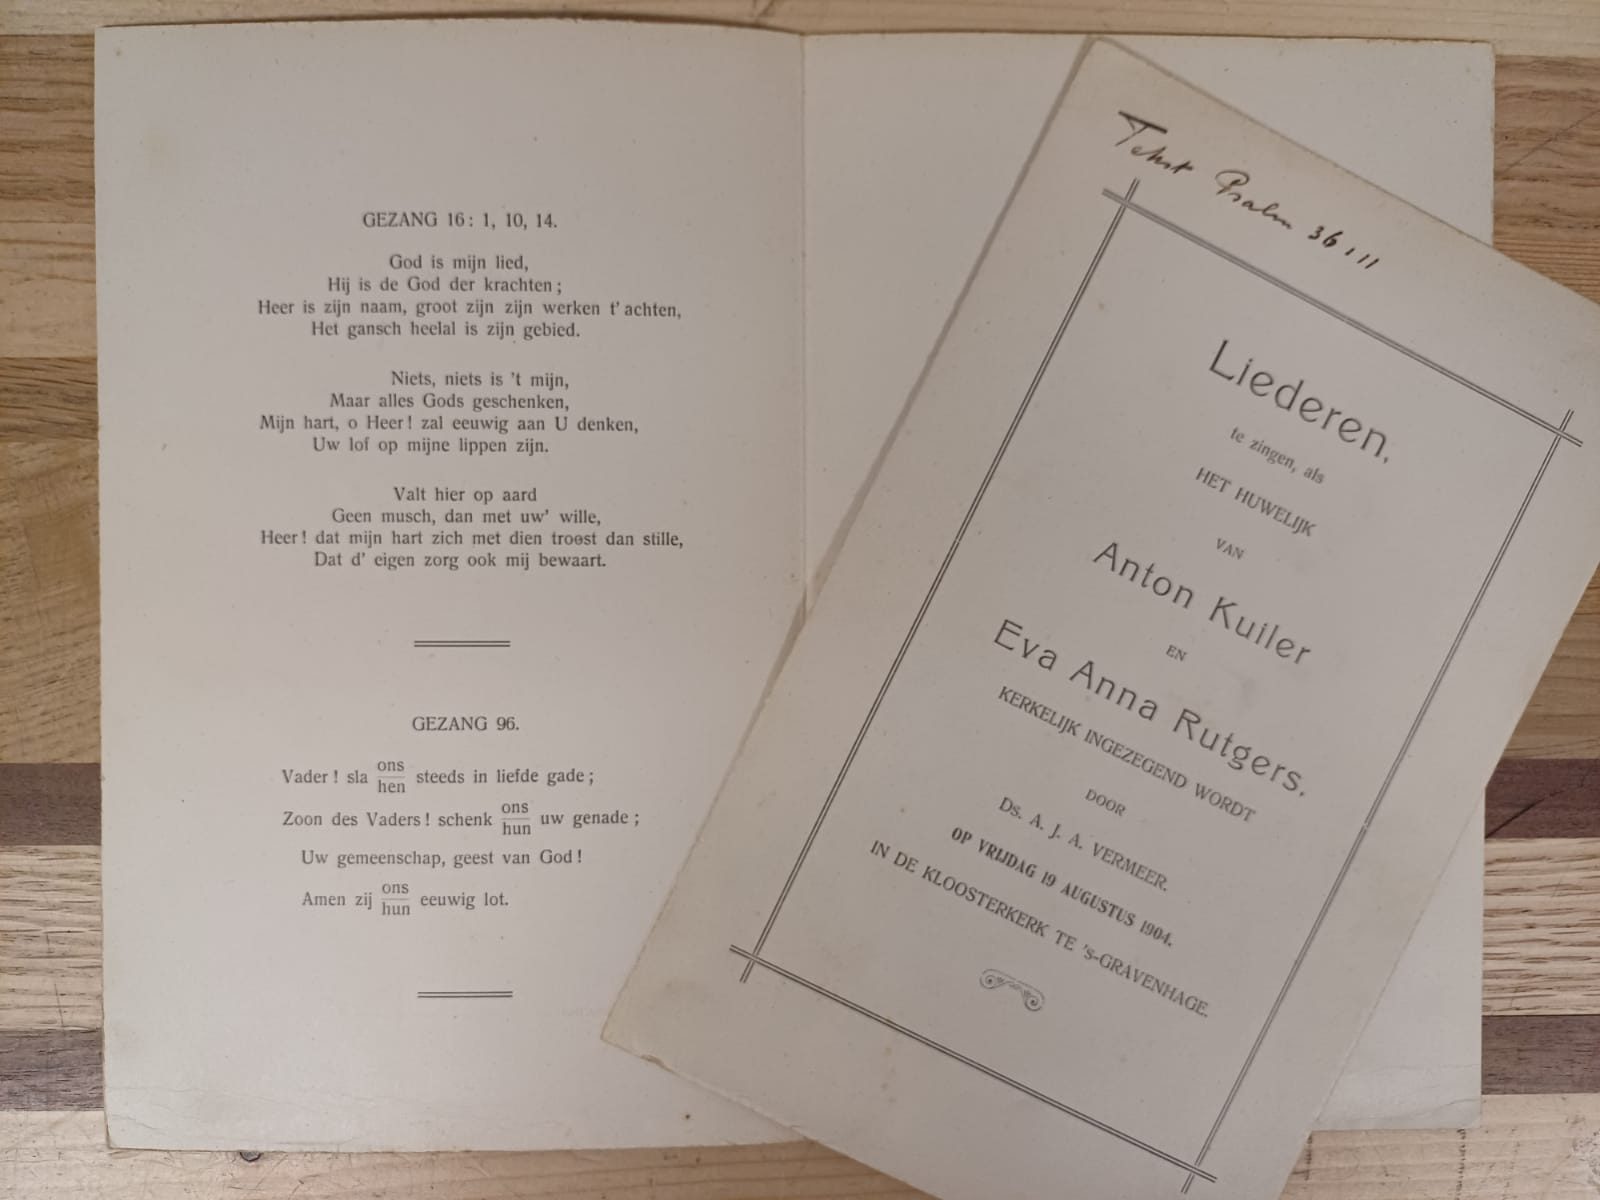 GEZANG 16: 1, 10, 14.
God is mijn lied,
Hij is de God der krachten;
Heer is zijn naam, groot zijn zijn werken t' achten,
Het gansch heelal is zijn gebied.
Niets, niets is 't mijn,
Maar alles Gods geschenken,
Mijn hart, o Heer! zal eeuwig aan U denken,
Uw lof op mijne lippen zijn.
Valt hier op aard
Geen musch, dan met uw' wille,
Heer! dat mijn hart zich met dien troost dan stille,
Dat d' eigen zorg ook mij bewaart.
GEZANG 96.
Vader! sla ons/hen steeds in liefde gade;
Zoon des Vaders! schenk ons/hun uw genade;
Uw gemeenschap, geest van God!
Amen zij ons/hun eeuwig lot.
Tekst Psalm 36:11
Liederen,
te zingen, als
HET HUWELIJK
VAN
Anton Kuiler
EN
Eva Anna Rutgers,
KERKELIJK INGEZEGEND WORDT
DOOR
Ds. A. J. A. VERMEER.
OP VRIJDAG 19 AUGUSTUS 1904.
IN DE KLOOSTERKERK TE 's-GRAVENHAGE.